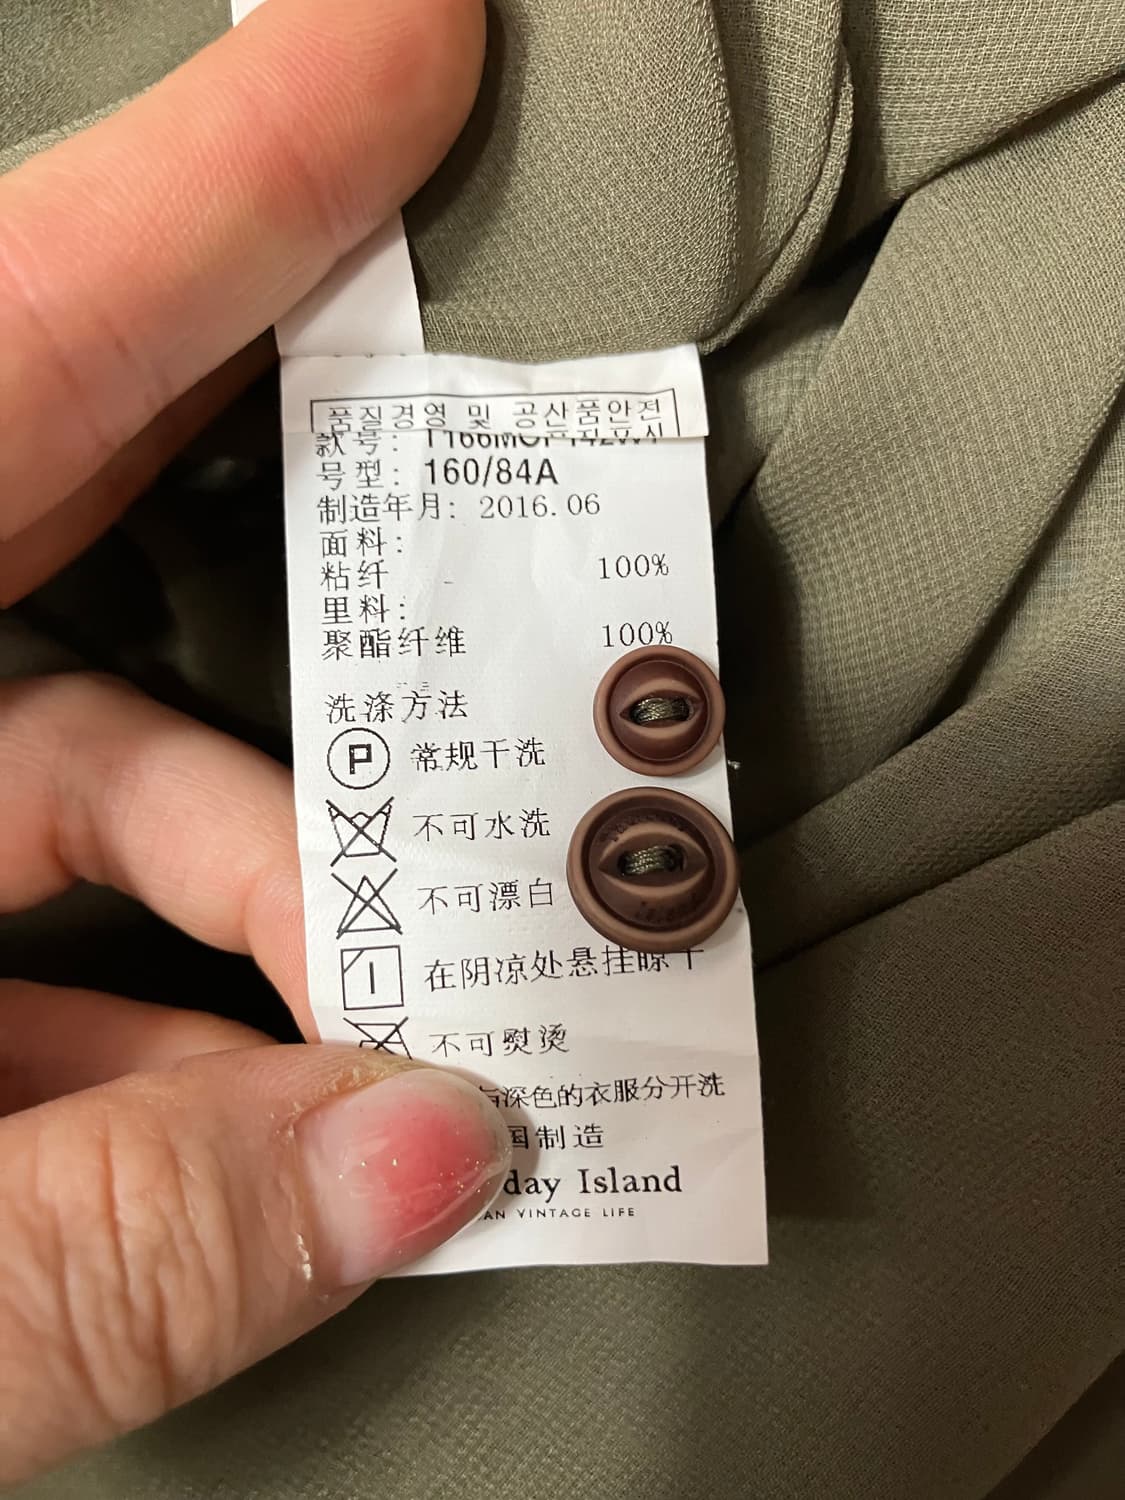 품질경영 및 공산품안전
款号:
号型: 160/84A
制造年月: 2016.06
面料:
粘纤 100%
里料:
聚酯纤维 100%
洗涤方法
P 常规干洗
不可水洗
不可漂白
在阴凉处悬挂晾干
不可熨烫
与深色的衣服分开洗
国制造
day Island
AN VINTAGE LIFE